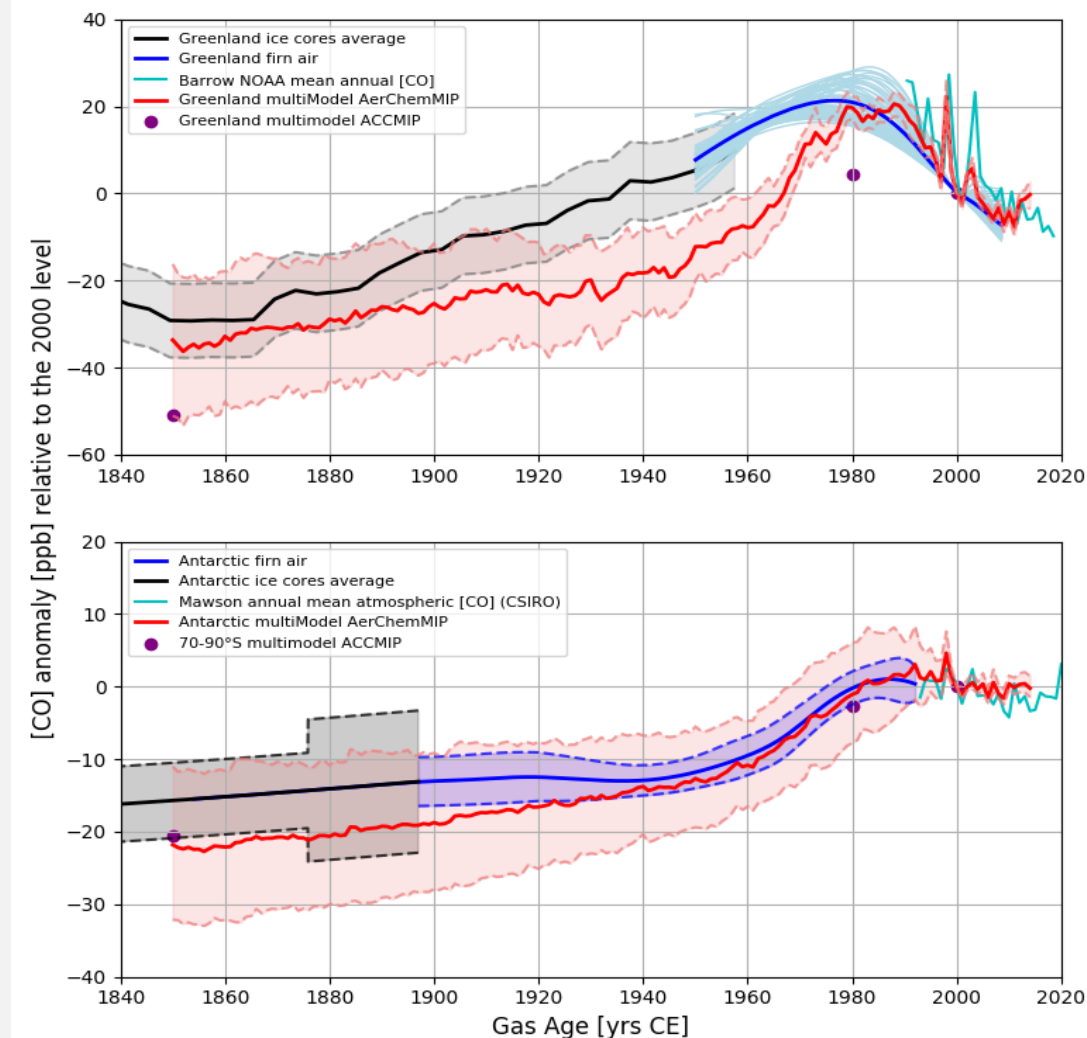 [CO] anomaly [ppb] relative to the 2000 level
40
20
0
−20
−40
−60
Greenland ice cores average
Greenland firn air
Barrow NOAA mean annual [CO]
Greenland multiModel AerChemMIP
Greenland multimodel ACCMIP
1840 1860 1880 1900 1920 1940 1960 1980 2000 2020
20
10
0
−10
−20
−30
−40
Antarctic firn air
Antarctic ice cores average
Mawson annual mean atmospheric [CO] (CSIRO)
Antarctic multiModel AerChemMIP
70-90°S multimodel ACCMIP
1840 1860 1880 1900 1920 1940 1960 1980 2000 2020
Gas Age [yrs CE]